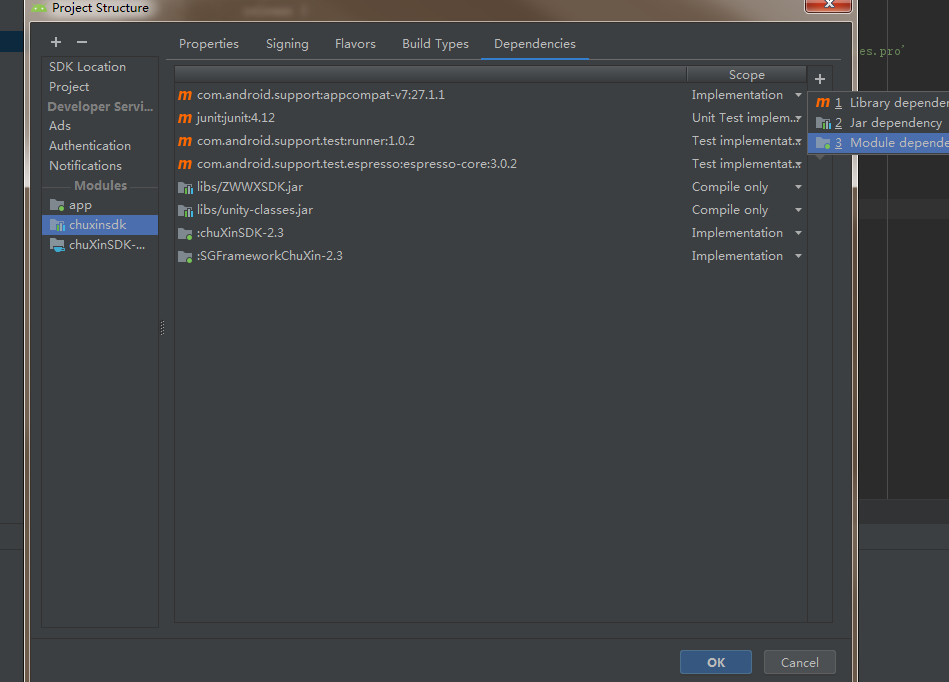 Project Structure
es.pro'
Properties Signing Flavors Build Types Dependencies
SDK Location
Project
Developer Servi...
Ads
Authentication
Notifications
Modules
app
chuxinsdk
chuXinSDK-...
Scope
com.android.support:appcompat-v7:27.1.1 Implementation
junit:junit:4.12 Unit Test implem...
com.android.support.test:runner:1.0.2 Test implementat...
com.android.support.test.espresso:espresso-core:3.0.2 Test implementat...
libs/ZWWXSDK.jar Compile only
libs/unity-classes.jar Compile only
:chuXinSDK-2.3 Implementation
:SGFrameworkChuXin-2.3 Implementation
1 Library depender
2 Jar dependency
3 Module depende
OK Cancel